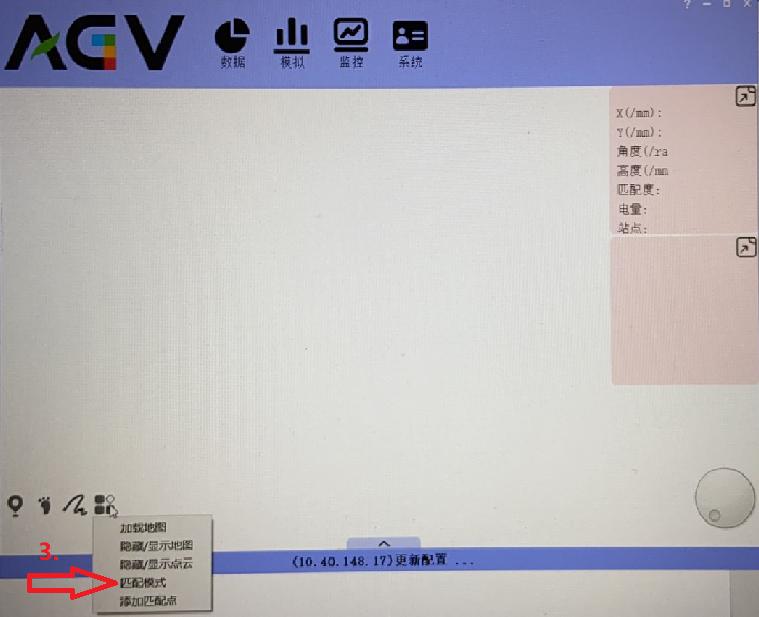 ? − □ ×
AGV
数据 模拟 监控 系统
X(/mm):
Y(/mm):
角度(/ra
高度(/mm
匹配度:
电量:
站点:
加载地图
隐藏/显示地图
隐藏/显示点云
3.
匹配模式
添加匹配点
(10.40.148.17)更新配置 ...